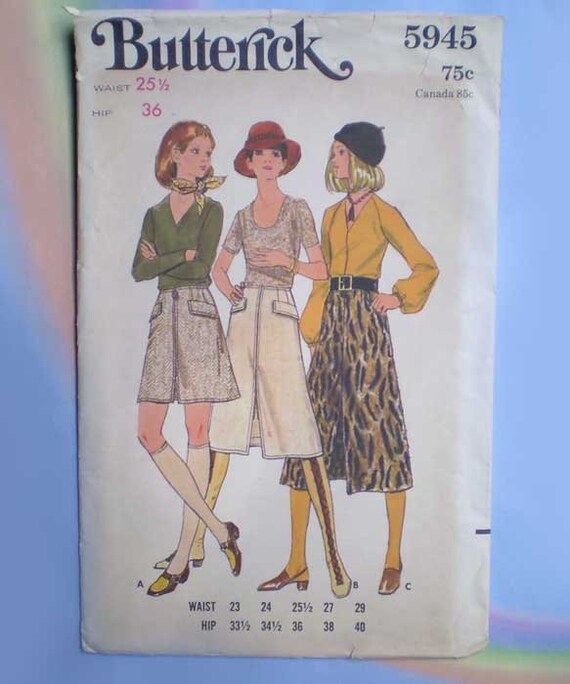 Butterick 5945
75c
Canada 85c
WAIST 25½
HIP 36
A B C
WAIST 23 24 25½ 27 29
HIP 33½ 34½ 36 38 40